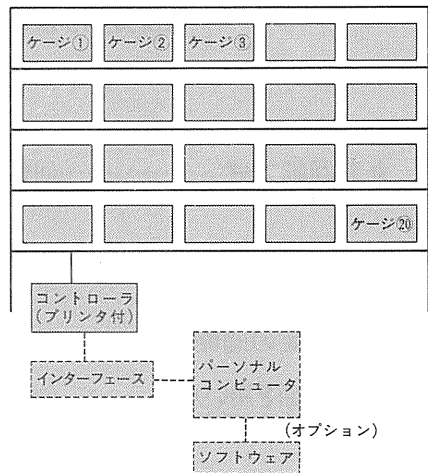 ケージ① ケージ② ケージ③
ケージ⑳
コントローラ
(プリンタ付)
インターフェース
パーソナル
コンピュータ
(オプション)
ソフトウェア